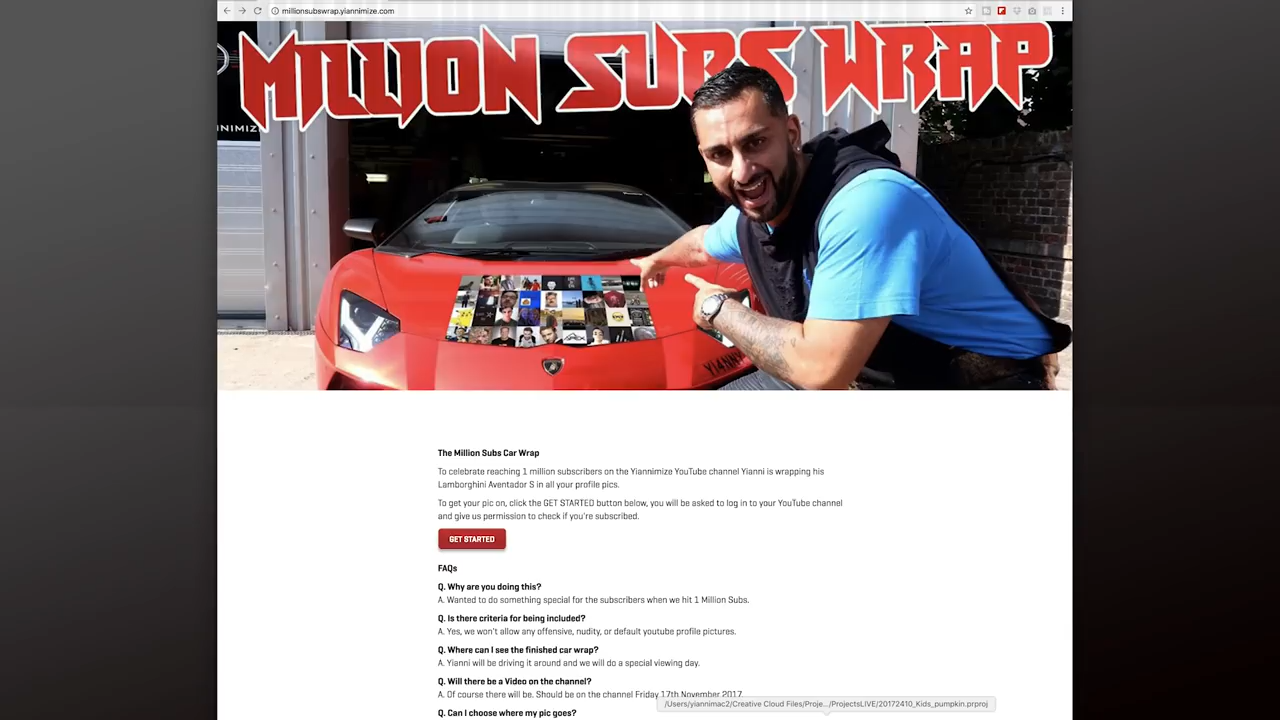 millionsubswrap.yiannimize.com
MILLION SUBS WRAP
NNIMIZE
YIANN
The Million Subs Car Wrap
To celebrate reaching 1 million subscribers on the Yiannimize YouTube channel Yianni is wrapping his
Lamborghini Aventador S in all your profile pics.
To get your pic on, click the GET STARTED button below, you will be asked to log in to your YouTube channel
and give us permission to check if you're subscribed.
GET STARTED
FAQs
Q. Why are you doing this?
A. Wanted to do something special for the subscribers when we hit 1 Million Subs.
Q. Is there criteria for being included?
A. Yes, we won't allow any offensive, nudity, or default youtube profile pictures.
Q. Where can I see the finished car wrap?
A. Yianni will be driving it around and we will do a special viewing day.
Q. Will there be a Video on the channel?
A. Of course there will be. Should be on the channel Friday 17th November 2017.
/Users/yiannimac2/Creative Cloud Files/Proje.../ProjectsLIVE/20172410_Kids_pumpkin.prproj
Q. Can I choose where my pic goes?